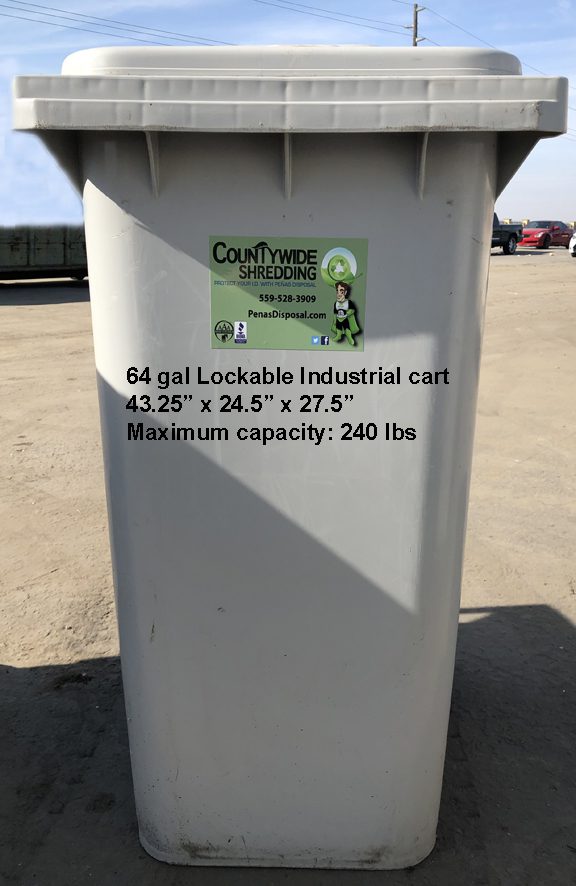 COUNTYWIDE
SHREDDING
PROTECT YOUR I.D. WITH PEÑAS DISPOSAL
559-528-3909
PenasDisposal.com
64 gal Lockable Industrial cart
43.25” x 24.5” x 27.5”
Maximum capacity: 240 lbs